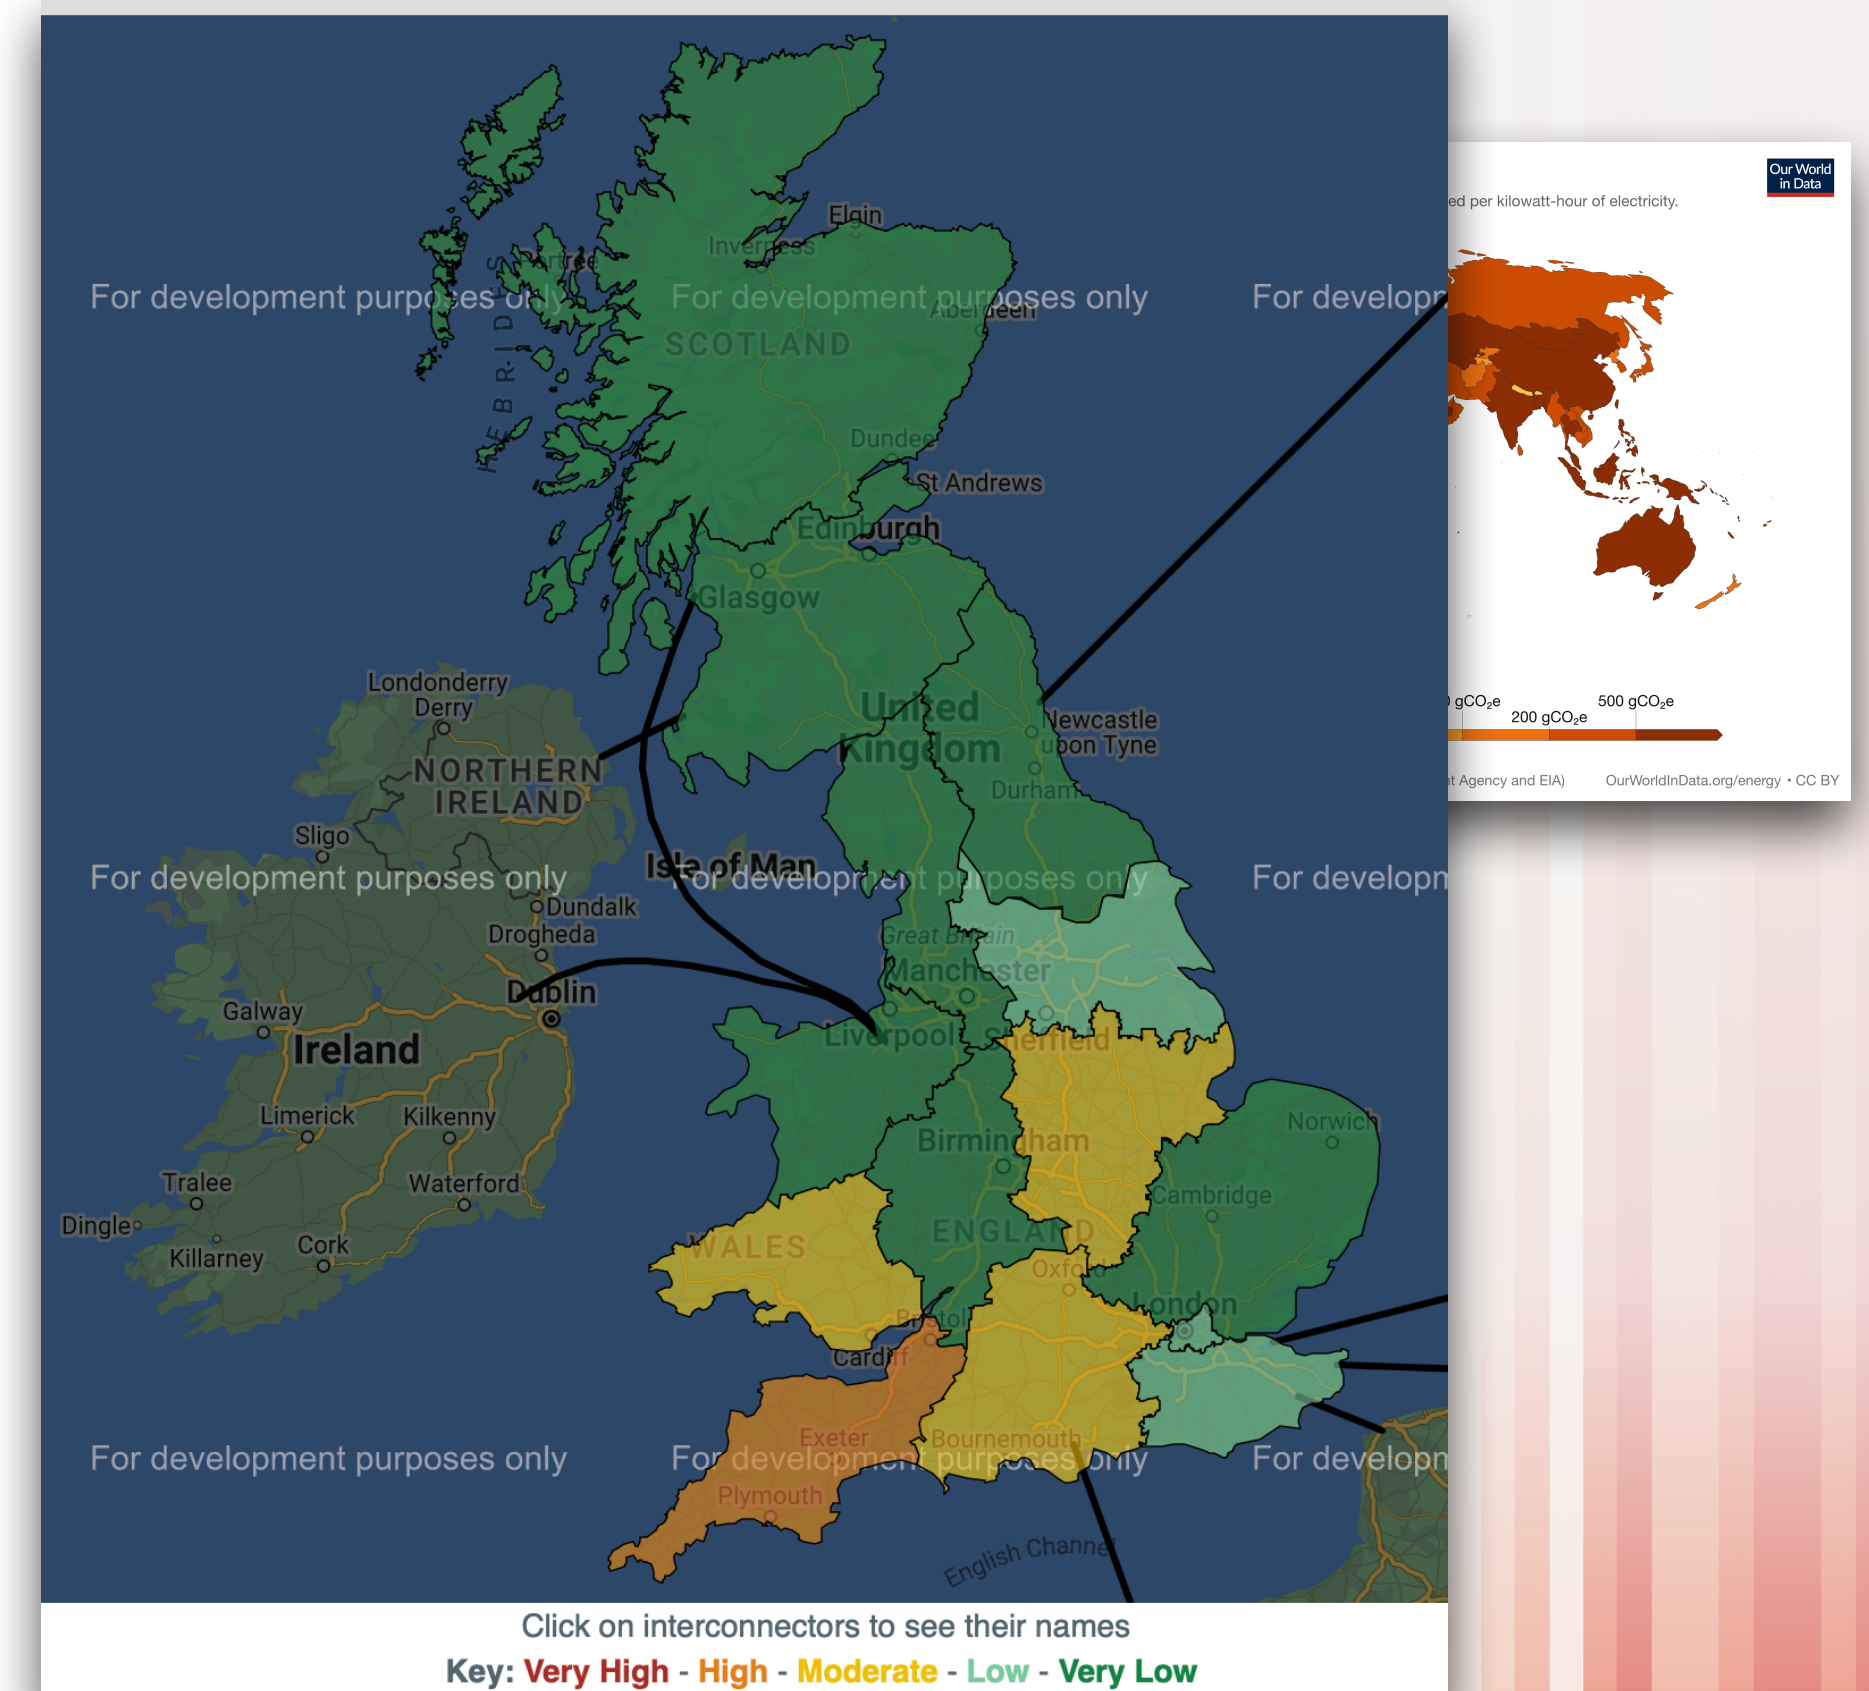 Elgin
Inverness
Portree
For development purposes only
For development purposes only
For develop
Aberdeen
HEBRIDES
SCOTLAND
Dundee
St Andrews
Edinburgh
Glasgow
Londonderry
Derry
United
Kingdom
Newcastle
upon Tyne
NORTHERN
IRELAND
Durham
Sligo
Isle of Man
For development purposes only
For development purposes only
For develop
Dundalk
Drogheda
Great Britain
Manchester
Dublin
Galway
Liverpool
Sheffield
Ireland
Limerick
Kilkenny
Norwich
Birmingham
Tralee
Waterford
Cambridge
Dingle
Killarney
Cork
WALES
ENGLAND
Oxford
London
Bristol
Cardiff
Exeter
Bournemouth
For development purposes only
For development purposes only
For develop
Plymouth
English Channel
Click on interconnectors to see their names
Key: Very High - High - Moderate - Low - Very Low
Our World
in Data
ed per kilowatt-hour of electricity.
gCO₂e
500 gCO₂e
200 gCO₂e
t Agency and EIA)
OurWorldInData.org/energy • CC BY